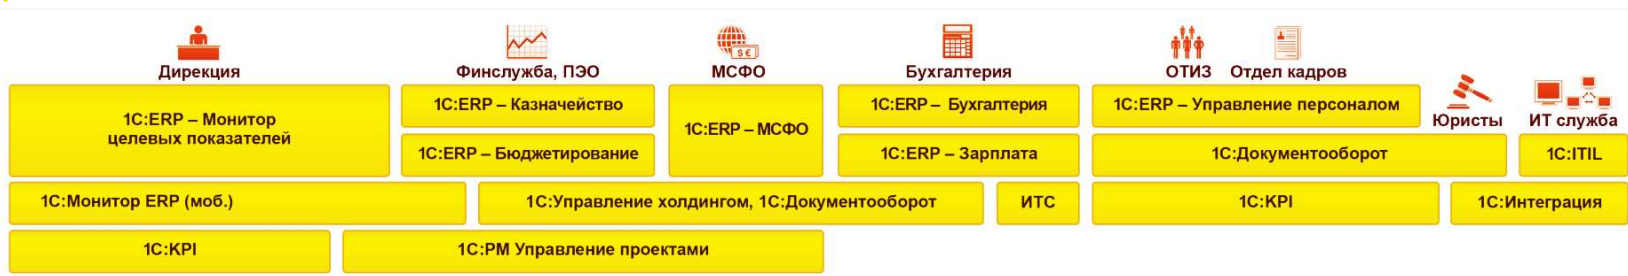 Дирекция
Финслужба, ПЭО
МСФО
Бухгалтерия
ОТИЗ Отдел кадров
Юристы
ИТ служба
1С:ERP – Монитор
целевых показателей
1С:ERP – Казначейство
1С:ERP – МСФО
1С:ERP – Бухгалтерия
1С:ERP – Управление персоналом
1С:ERP – Бюджетирование
1С:ERP – Зарплата
1С:Документооборот
1С:ITIL
1С:Монитор ERP (моб.)
1С:Управление холдингом, 1С:Документооборот
ИТС
1С:KPI
1С:Интеграция
1С:KPI
1С:PM Управление проектами
$ €